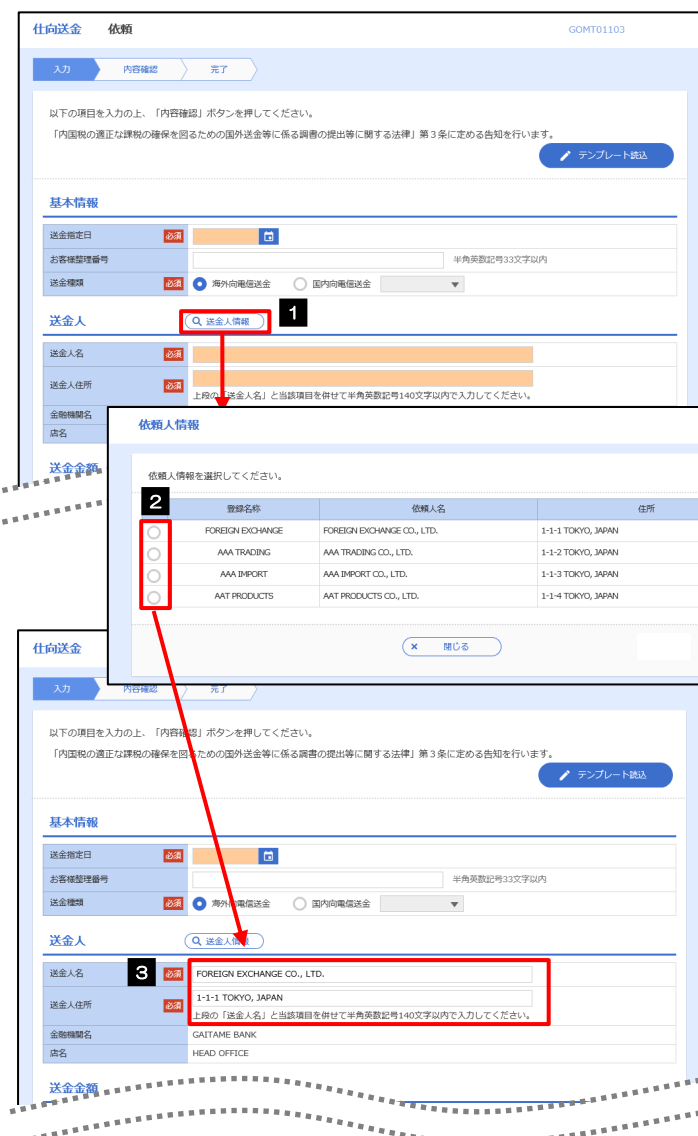 仕向送金 依頼 GOMT01103
入力 内容確認 完了
以下の項目を入力の上、「内容確認」ボタンを押してください。
「内国税の適正な課税の確保を図るための国外送金等に係る調書の提出等に関する法律」第３条に定める告知を行います。
テンプレート読込
基本情報
送金指定日 必須
お客様整理番号 半角英数記号33文字以内
送金種類 必須 海外向電信送金 国内向電信送金
送金人 送金人情報 1
送金人名 必須
送金人住所 必須
上段の「送金人名」と当該項目を併せて半角英数記号140文字以内で入力してください。
金融機関名
店名
送金金額
依頼人情報
依頼人情報を選択してください。
2 登録名称 依頼人名 住所
FOREIGN EXCHANGE FOREIGN EXCHANGE CO., LTD. 1-1-1 TOKYO, JAPAN
AAA TRADING AAA TRADING CO., LTD. 1-1-2 TOKYO, JAPAN
AAA IMPORT AAA IMPORT CO., LTD. 1-1-3 TOKYO, JAPAN
AAT PRODUCTS AAT PRODUCTS CO., LTD. 1-1-4 TOKYO, JAPAN
× 閉じる
仕向送金
入力 内容確認 完了
以下の項目を入力の上、「内容確認」ボタンを押してください。
「内国税の適正な課税の確保を図るための国外送金等に係る調書の提出等に関する法律」第３条に定める告知を行います。
テンプレート読込
基本情報
送金指定日 必須
お客様整理番号 半角英数記号33文字以内
送金種類 必須 海外向電信送金 国内向電信送金
送金人 送金人情報
送金人名 3 必須 FOREIGN EXCHANGE CO., LTD.
送金人住所 必須 1-1-1 TOKYO, JAPAN
上段の「送金人名」と当該項目を併せて半角英数記号140文字以内で入力してください。
金融機関名 GAITAME BANK
店名 HEAD OFFICE
送金金額